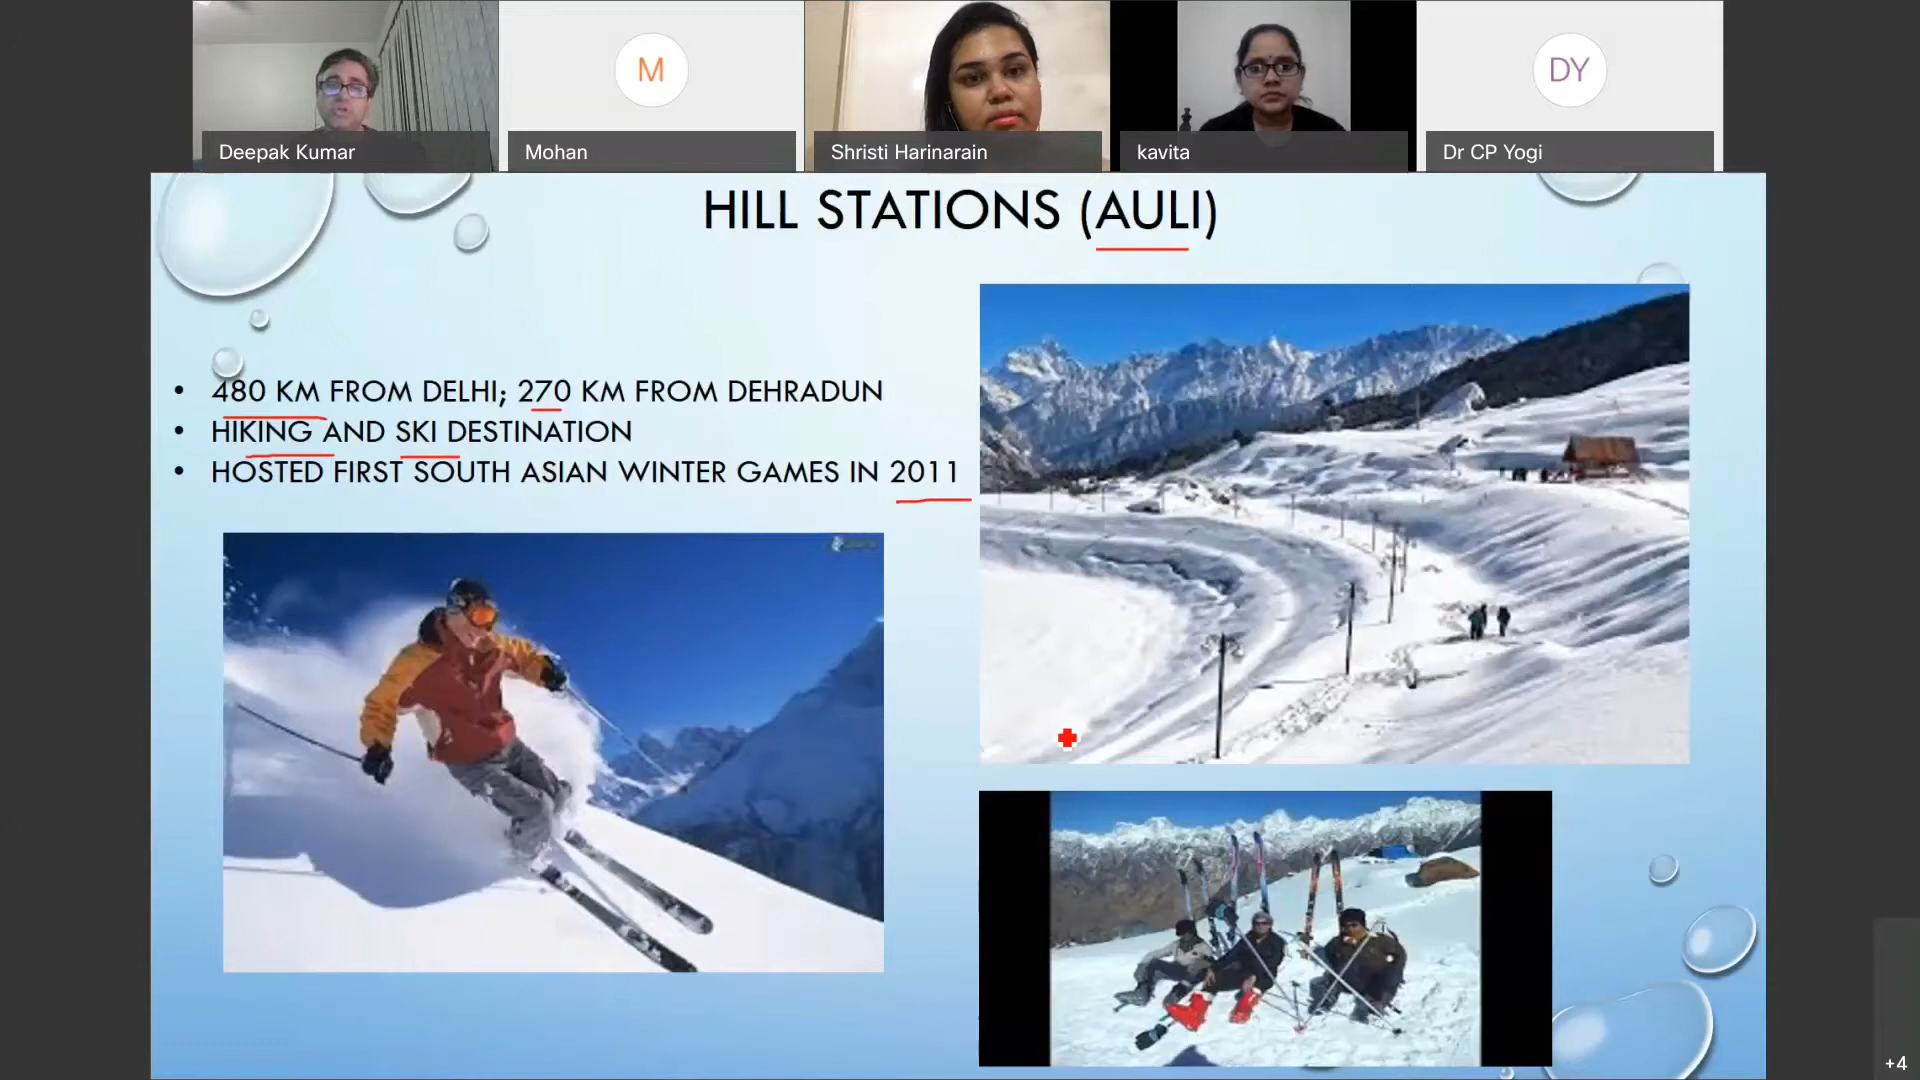 M
DY
Deepak Kumar
Mohan
Shristi Harinarain
kavita
Dr CP Yogi
HILL STATIONS (AULI)
• 480 KM FROM DELHI; 270 KM FROM DEHRADUN
• HIKING AND SKI DESTINATION
• HOSTED FIRST SOUTH ASIAN WINTER GAMES IN 2011
+4